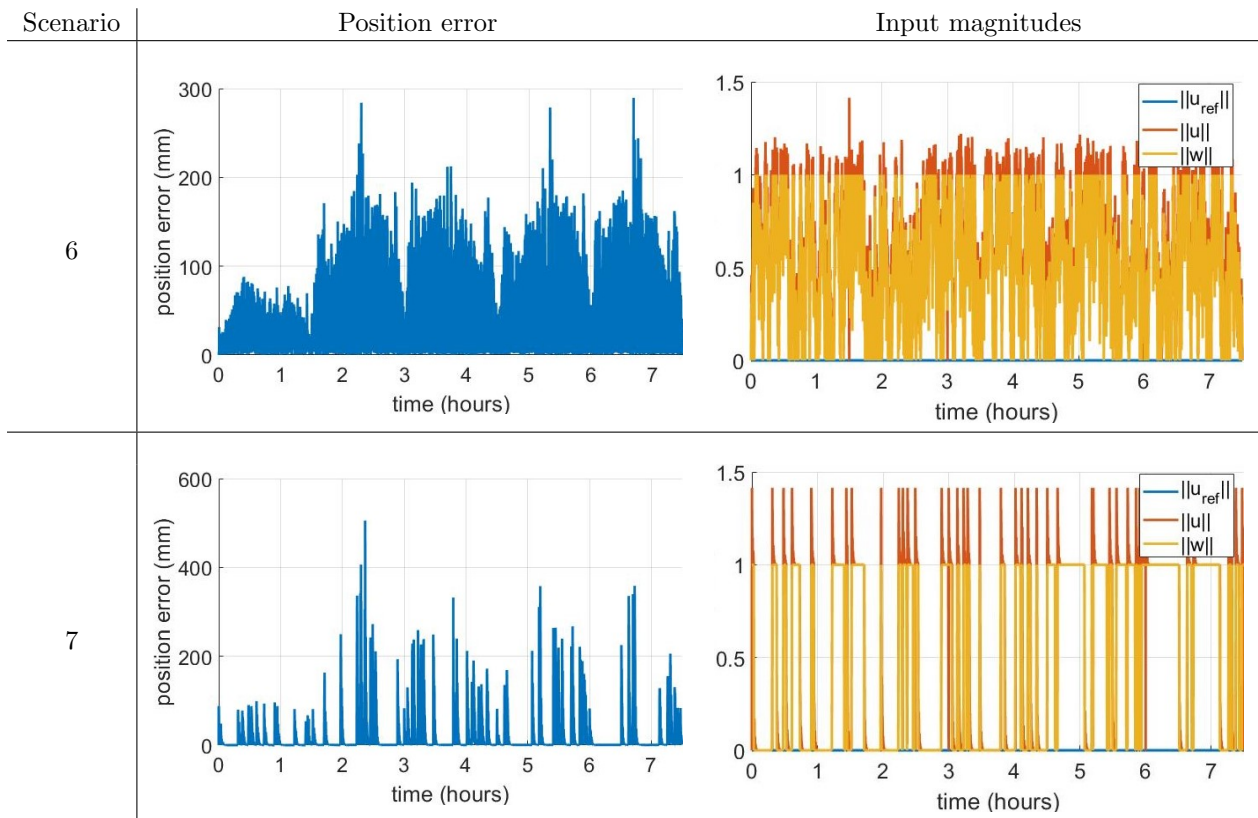 Scenario Position error Input magnitudes
6
300
200
100
0
position error (mm)
0 1 2 3 4 5 6 7
time (hours)
1.5
1
0.5
0
||u_ref||
||u||
||w||
0 1 2 3 4 5 6 7
time (hours)
7
600
400
200
0
position error (mm)
0 1 2 3 4 5 6 7
time (hours)
1.5
1
0.5
0
||u_ref||
||u||
||w||
0 1 2 3 4 5 6 7
time (hours)